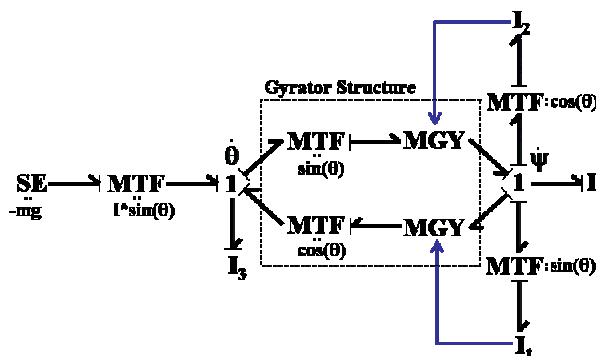 I₂
Gyrator Structure
MTF:cos(θ)
θ̇ MTF MGY ψ̇
sin(θ)
SE MTF 1 1 I
-mg l*sin(θ)
MTF MGY
cos(θ)
I₃ MTF:sin(θ)
I₁